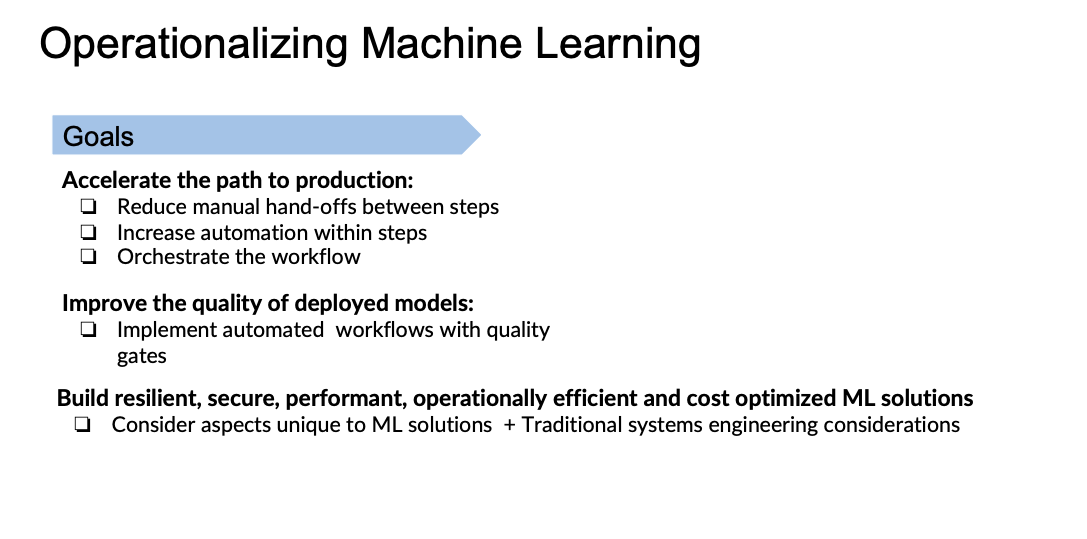 Operationalizing Machine Learning
Goals
Accelerate the path to production:
❏ Reduce manual hand-offs between steps
❏ Increase automation within steps
❏ Orchestrate the workflow
Improve the quality of deployed models:
❏ Implement automated  workflows with quality
gates
Build resilient, secure, performant, operationally efficient and cost optimized ML solutions
❏ Consider aspects unique to ML solutions  + Traditional systems engineering considerations